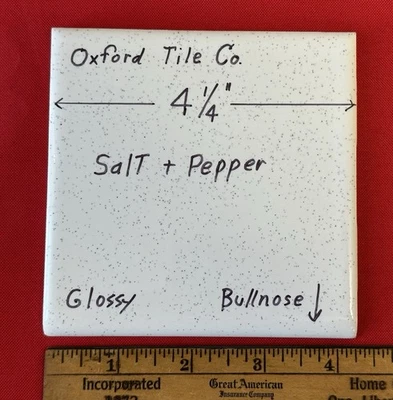 Oxford Tile Co.
4 1/4"
Salt + Pepper
Glossy Bullnose ↓
1 2 3 4
Incorporated Great American Home
Insurance Company